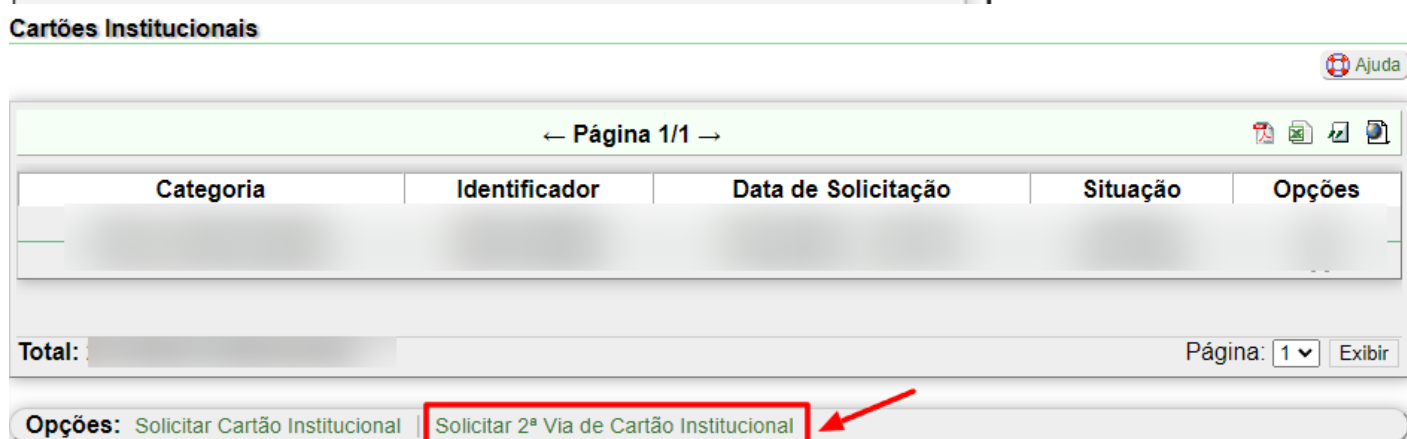 Cartões Institucionais
Ajuda
← Página 1/1 →
Categoria Identificador Data de Solicitação Situação Opções
Total:
Página: 1 Exibir
Opções: Solicitar Cartão Institucional | Solicitar 2ª Via de Cartão Institucional